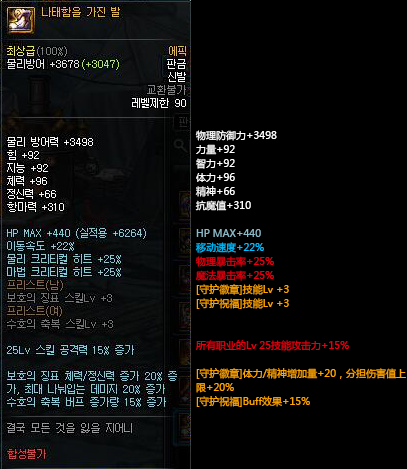 나태함을 가진 발
최상급(100%) 에픽
물리방어 +3678(+3047) 판금
신발
교환불가
레벨제한 90
물리 방어력 +3498
힘 +92
지능 +92
체력 +96
정신력 +66
항마력 +310
HP MAX +440 (실적용 +6264)
이동속도 +22%
물리 크리티컬 히트 +25%
마법 크리티컬 히트 +25%
프리스트(남)
보호의 징표 스킬Lv +3
프리스트(여)
수호의 축복 스킬Lv +3
25Lv 스킬 공격력 15% 증가
보호의 징표 체력/정신력 증가 20% 증
가, 최대 나눠입는 데미지 20% 증가
수호의 축복 버프 증가량 15% 증가
결국 모든 것을 잃을 지어니
합성불가
物理防御力+3498
力量+92
智力+92
体力+96
精神+66
抗魔值+310
HP MAX+440
移动速度+22%
物理暴击率+25%
魔法暴击率+25%
[守护徽章]技能Lv +3
[守护祝福]技能Lv +3
所有职业的Lv 25技能攻击力+15%
[守护徽章]体力/精神增加量+20，分担伤害值上
限+20%
[守护祝福]Buff效果+15%